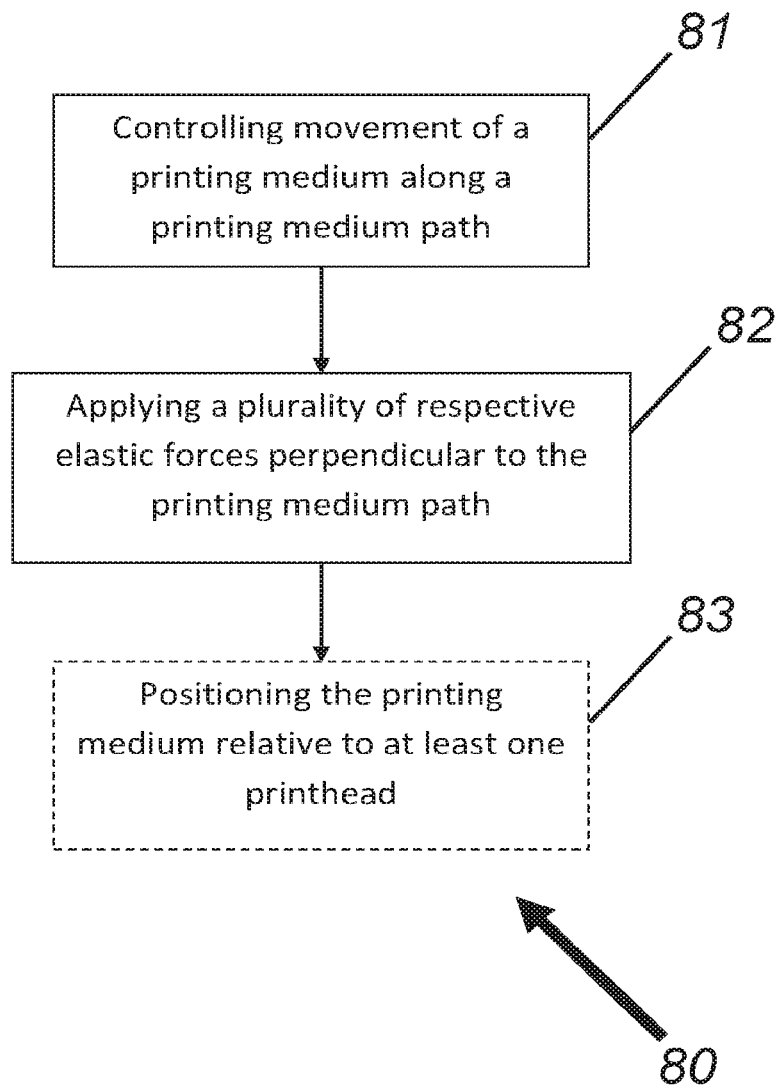 81
Controlling movement of a
printing medium along a
printing medium path
82
Applying a plurality of respective
elastic forces perpendicular to the
printing medium path
83
Positioning the printing
medium relative to at least one
printhead
80